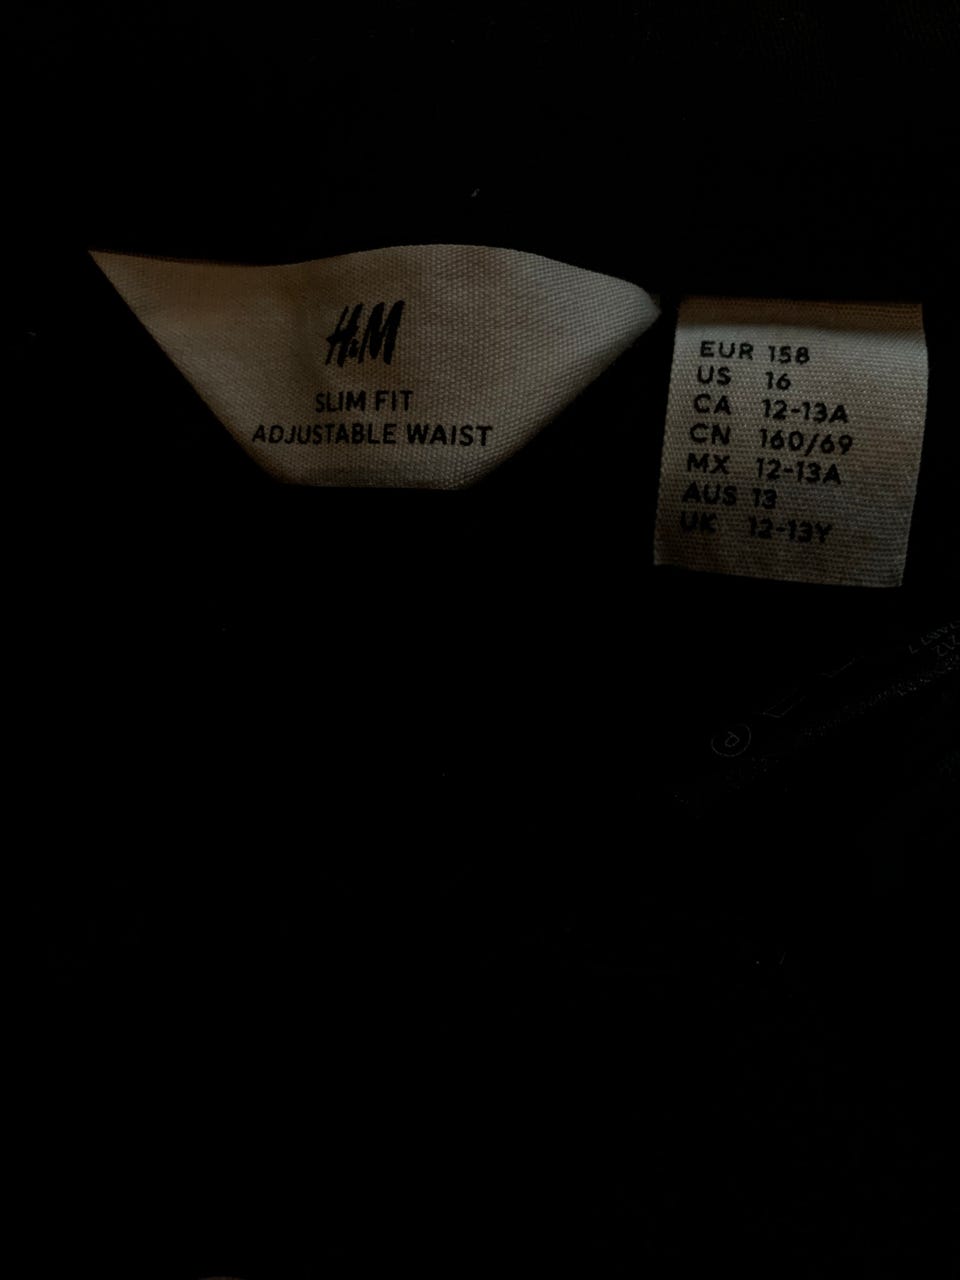 H&M
SLIM FIT
ADJUSTABLE WAIST
EUR 158
US 16
CA 12-13A
CN 160/69
MX 12-13A
AUS 13
UK 12-13Y
P